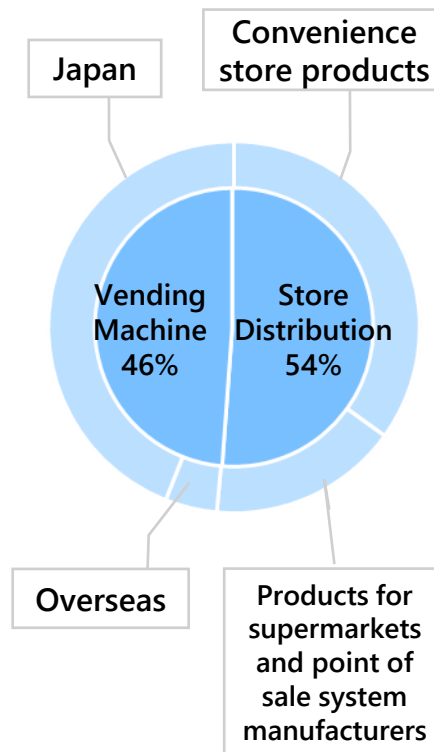 Convenience
store products
Japan
Vending
Machine
46%
Store
Distribution
54%
Overseas
Products for
supermarkets
and point of
sale system
manufacturers